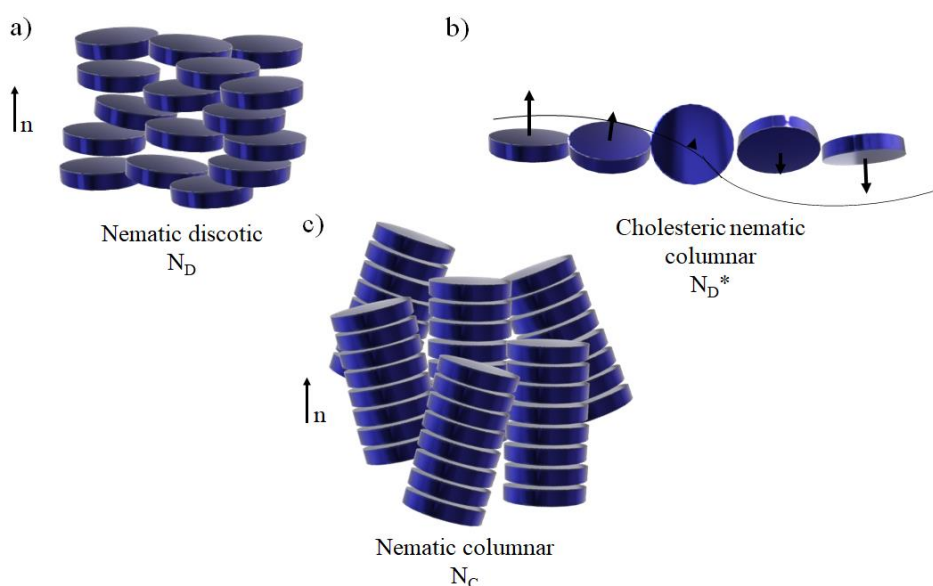 a)
n
Nematic discotic
N_D
b)
Cholesteric nematic
columnar
N_D*
c)
n
Nematic columnar
N_C